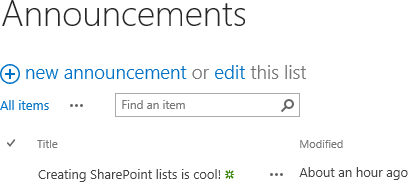 Announcements
new announcement or edit this list
All items ••• Find an item
Title Modified
Creating SharePoint lists is cool! ••• About an hour ago